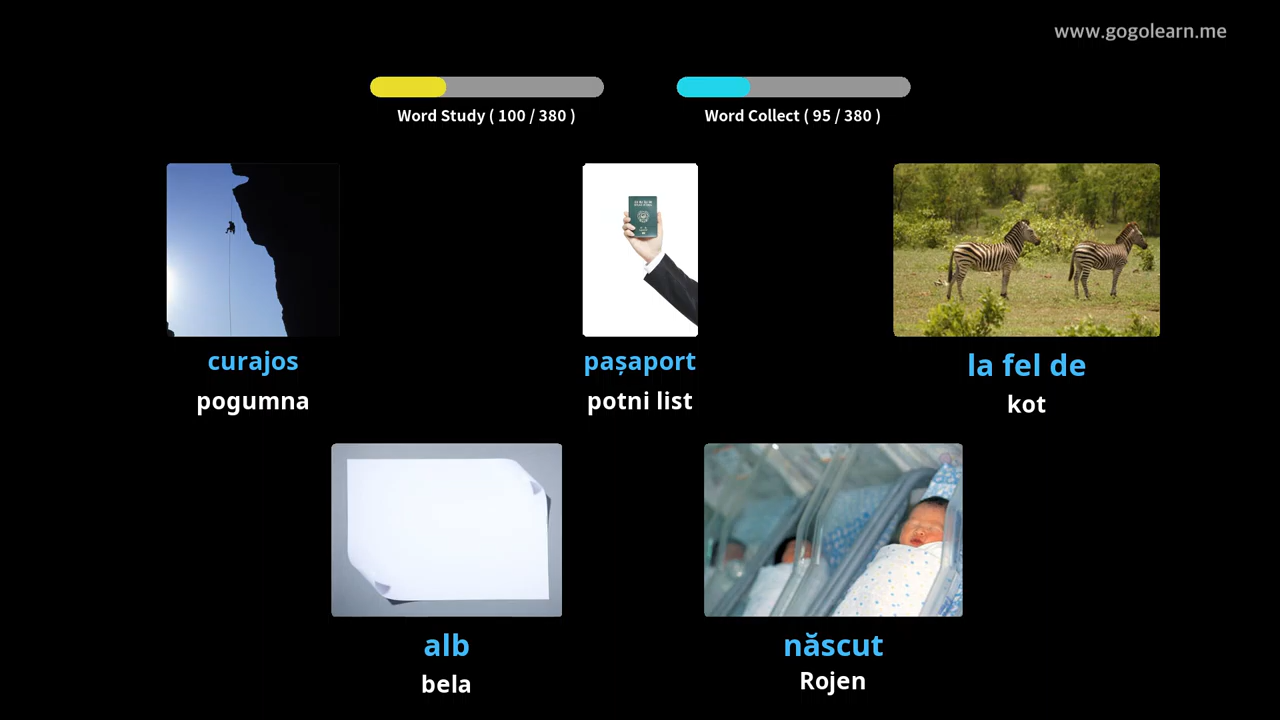 www.gogolearn.me
Word Study ( 100 / 380 )
Word Collect ( 95 / 380 )
curajos
pogumna
pașaport
potni list
la fel de
kot
alb
bela
născut
Rojen